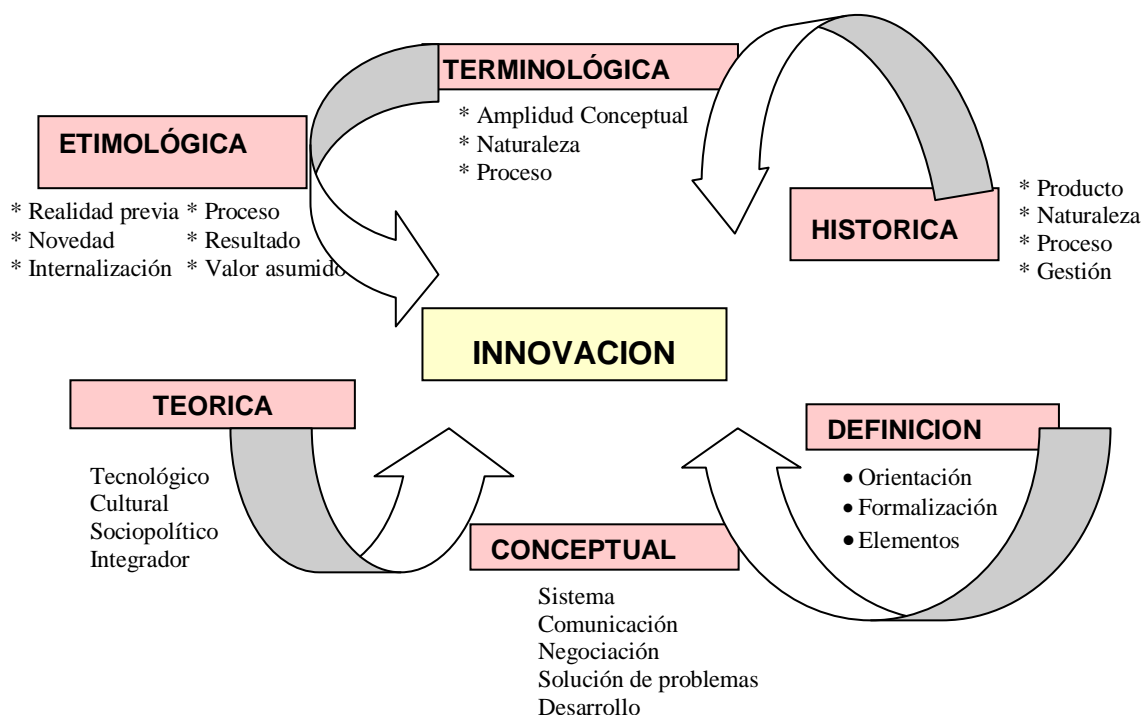 TERMINOLÓGICA
* Amplidud Conceptual
* Naturaleza
* Proceso
ETIMOLÓGICA
* Realidad previa * Proceso
* Novedad * Resultado
* Internalización * Valor asumido
HISTORICA
* Producto
* Naturaleza
* Proceso
* Gestión
INNOVACION
TEORICA
Tecnológico
Cultural
Sociopolítico
Integrador
CONCEPTUAL
Sistema
Comunicación
Negociación
Solución de problemas
Desarrollo
DEFINICION
• Orientación
• Formalización
• Elementos